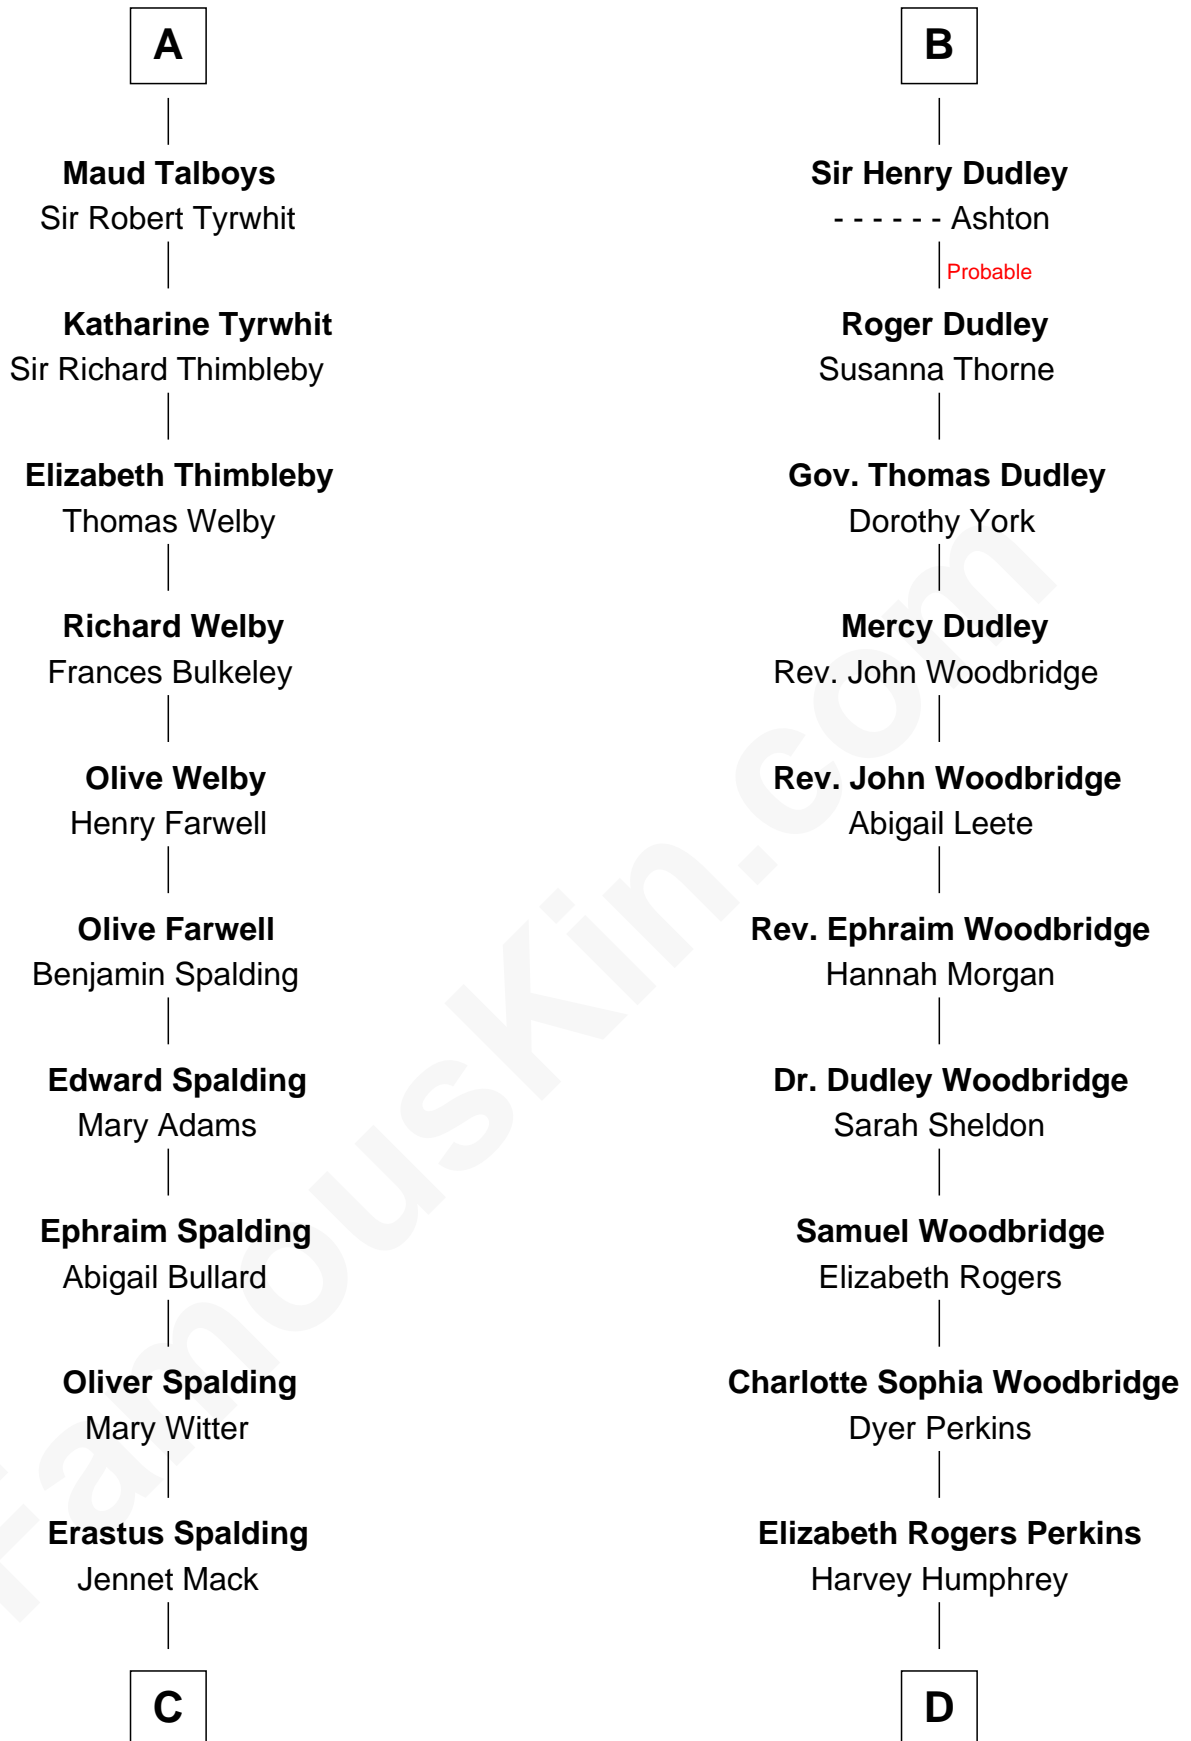 A
Maud Talboys
Sir Robert Tyrwhit
Katharine Tyrwhit
Sir Richard Thimbleby
Elizabeth Thimbleby
Thomas Welby
Richard Welby
Frances Bulkeley
Olive Welby
Henry Farwell
Olive Farwell
Benjamin Spalding
Edward Spalding
Mary Adams
Ephraim Spalding
Abigail Bullard
Oliver Spalding
Mary Witter
Erastus Spalding
Jennet Mack
C
B
Sir Henry Dudley
- - - - - - Ashton
Probable
Roger Dudley
Susanna Thorne
Gov. Thomas Dudley
Dorothy York
Mercy Dudley
Rev. John Woodbridge
Rev. John Woodbridge
Abigail Leete
Rev. Ephraim Woodbridge
Hannah Morgan
Dr. Dudley Woodbridge
Sarah Sheldon
Samuel Woodbridge
Elizabeth Rogers
Charlotte Sophia Woodbridge
Dyer Perkins
Elizabeth Rogers Perkins
Harvey Humphrey
D
FamousKin.com